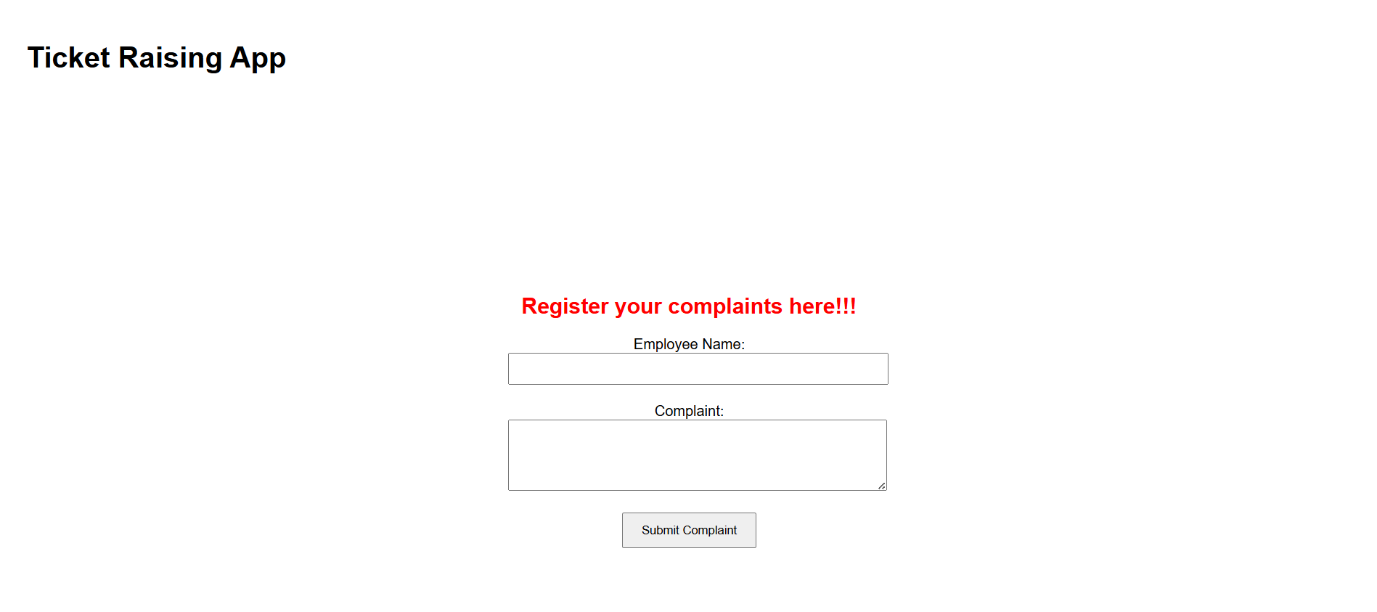 Ticket Raising App
Register your complaints here!!!
Employee Name:
Complaint:
Submit Complaint